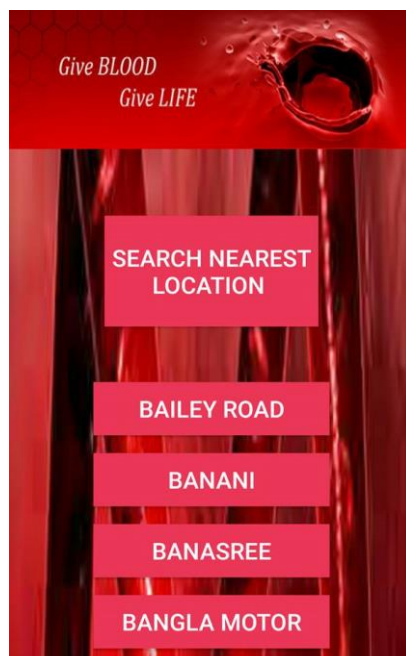 Give BLOOD
Give LIFE
SEARCH NEAREST
LOCATION
BAILEY ROAD
BANANI
BANASREE
BANGLA MOTOR